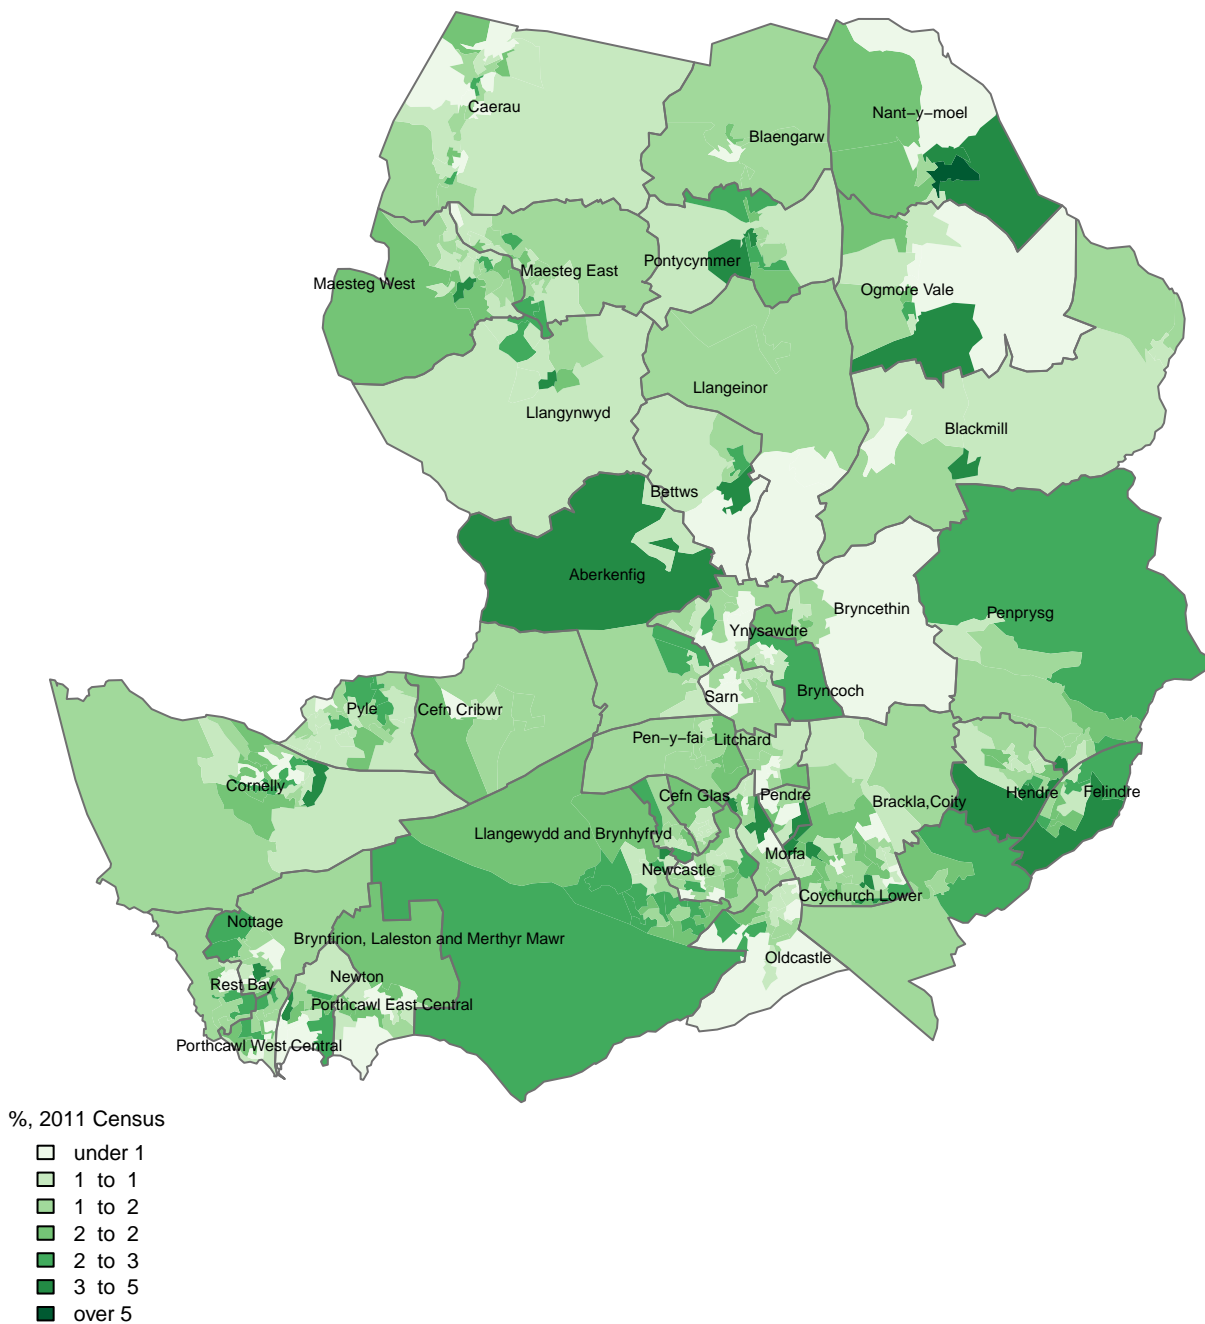 Caerau
Nant−y−moel
Blaengarw
Pontycymmer
Maesteg East
Maesteg West
Ogmore Vale
Llangeinor
Llangynwyd
Blackmill
Bettws
Aberkenfig
Bryncethin
Penprysg
Ynysawdre
Bryncoch
Sarn
Pyle
Cefn Cribwr
Pen−y−fai
Litchard
Cornelly
Cefn Glas
Pendre
Brackla,Coity
Hendre
Felindre
Llangewydd and Brynhyfryd
Morfa
Newcastle
Coychurch Lower
Nottage
Bryntirion, Laleston and Merthyr Mawr
Oldcastle
Newton
Rest Bay
Porthcawl East Central
Porthcawl West Central
%, 2011 Census
under 1
1 to 1
1 to 2
2 to 2
2 to 3
3 to 5
over 5